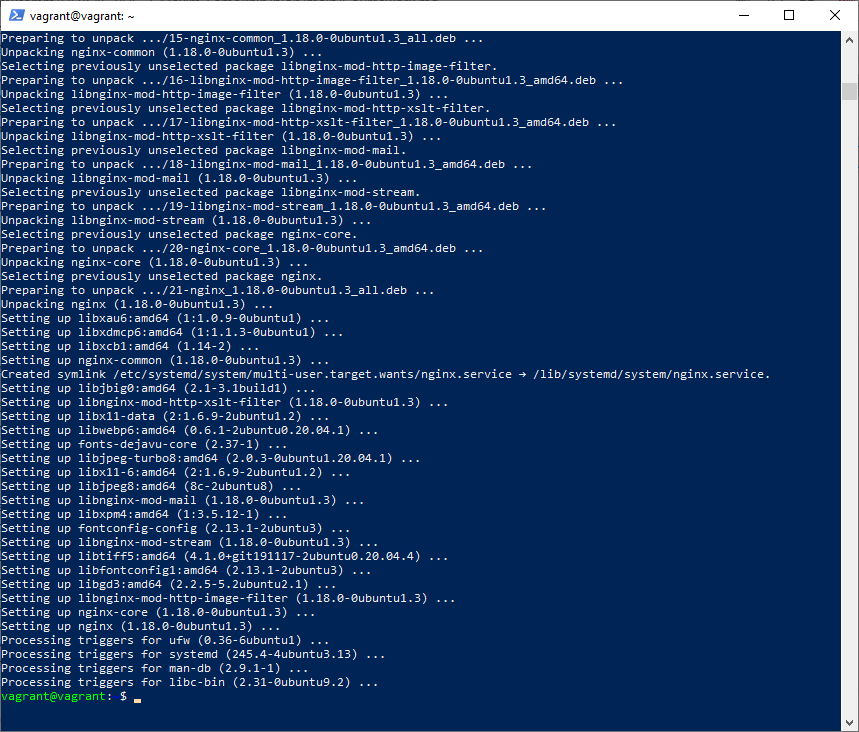 vagrant@vagrant: ~
Preparing to unpack .../15-nginx-common_1.18.0-0ubuntu1.3_all.deb ...
Unpacking nginx-common (1.18.0-0ubuntu1.3) ...
Selecting previously unselected package libnginx-mod-http-image-filter.
Preparing to unpack .../16-libnginx-mod-http-image-filter_1.18.0-0ubuntu1.3_amd64.deb ...
Unpacking libnginx-mod-http-image-filter (1.18.0-0ubuntu1.3) ...
Selecting previously unselected package libnginx-mod-http-xslt-filter.
Preparing to unpack .../17-libnginx-mod-http-xslt-filter_1.18.0-0ubuntu1.3_amd64.deb ...
Unpacking libnginx-mod-http-xslt-filter (1.18.0-0ubuntu1.3) ...
Selecting previously unselected package libnginx-mod-mail.
Preparing to unpack .../18-libnginx-mod-mail_1.18.0-0ubuntu1.3_amd64.deb ...
Unpacking libnginx-mod-mail (1.18.0-0ubuntu1.3) ...
Selecting previously unselected package libnginx-mod-stream.
Preparing to unpack .../19-libnginx-mod-stream_1.18.0-0ubuntu1.3_amd64.deb ...
Unpacking libnginx-mod-stream (1.18.0-0ubuntu1.3) ...
Selecting previously unselected package nginx-core.
Preparing to unpack .../20-nginx-core_1.18.0-0ubuntu1.3_amd64.deb ...
Unpacking nginx-core (1.18.0-0ubuntu1.3) ...
Selecting previously unselected package nginx.
Preparing to unpack .../21-nginx_1.18.0-0ubuntu1.3_all.deb ...
Unpacking nginx (1.18.0-0ubuntu1.3) ...
Setting up libxau6:amd64 (1:1.0.9-0ubuntu1) ...
Setting up libxdmcp6:amd64 (1:1.1.3-0ubuntu1) ...
Setting up libxcb1:amd64 (1.14-2) ...
Setting up nginx-common (1.18.0-0ubuntu1.3) ...
Created symlink /etc/systemd/system/multi-user.target.wants/nginx.service → /lib/systemd/system/nginx.service.
Setting up libjbig0:amd64 (2.1-3.1build1) ...
Setting up libnginx-mod-http-xslt-filter (1.18.0-0ubuntu1.3) ...
Setting up libx11-data (2:1.6.9-2ubuntu1.2) ...
Setting up libwebp6:amd64 (0.6.1-2ubuntu0.20.04.1) ...
Setting up fonts-dejavu-core (2.37-1) ...
Setting up libjpeg-turbo8:amd64 (2.0.3-0ubuntu1.20.04.1) ...
Setting up libx11-6:amd64 (2:1.6.9-2ubuntu1.2) ...
Setting up libjpeg8:amd64 (8c-2ubuntu8) ...
Setting up libnginx-mod-mail (1.18.0-0ubuntu1.3) ...
Setting up libxpm4:amd64 (1:3.5.12-1) ...
Setting up fontconfig-config (2.13.1-2ubuntu3) ...
Setting up libnginx-mod-stream (1.18.0-0ubuntu1.3) ...
Setting up libtiff5:amd64 (4.1.0+git191117-2ubuntu0.20.04.4) ...
Setting up libfontconfig1:amd64 (2.13.1-2ubuntu3) ...
Setting up libgd3:amd64 (2.2.5-5.2ubuntu2.1) ...
Setting up libnginx-mod-http-image-filter (1.18.0-0ubuntu1.3) ...
Setting up nginx-core (1.18.0-0ubuntu1.3) ...
Setting up nginx (1.18.0-0ubuntu1.3) ...
Processing triggers for ufw (0.36-6ubuntu1) ...
Processing triggers for systemd (245.4-4ubuntu3.13) ...
Processing triggers for man-db (2.9.1-1) ...
Processing triggers for libc-bin (2.31-0ubuntu9.2) ...
vagrant@vagrant: $